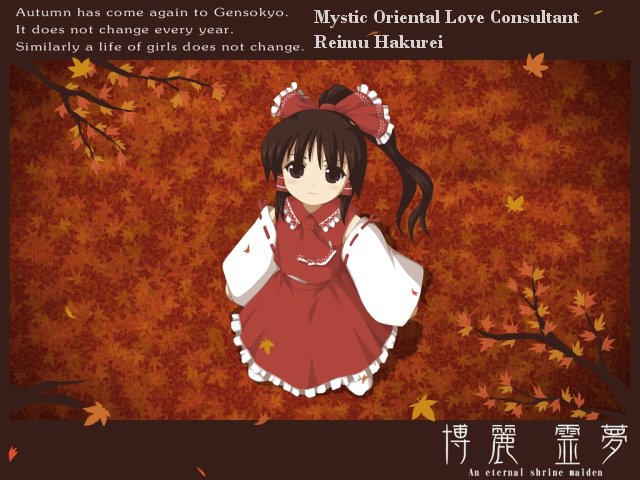 Autumn has come again to Gensokyo.
It does not change every year.
Similarly a life of girls does not change.
Mystic Oriental Love Consultant
Reimu Hakurei
博麗 霊夢
An eternal shrine maiden